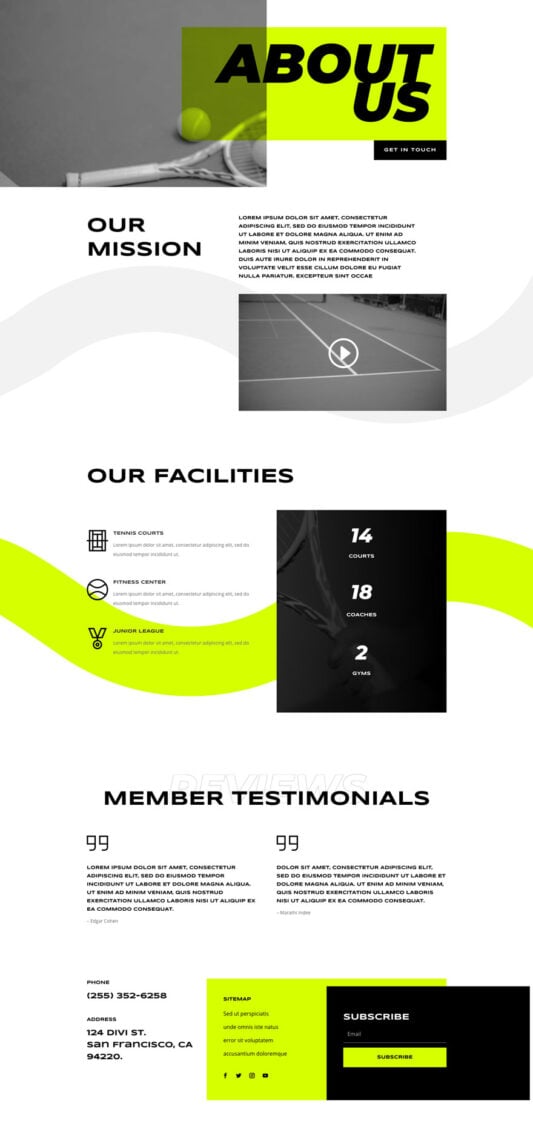 ABOUT
US
GET IN TOUCH
OUR
MISSION
LOREM IPSUM DOLOR SIT AMET, CONSECTETUR
ADIPISCING ELIT, SED DO EIUSMOD TEMPOR INCIDIDUNT
UT LABORE ET DOLORE MAGNA ALIQUA. UT ENIM AD
MINIM VENIAM, QUIS NOSTRUD EXERCITATION ULLAMCO
LABORIS NISI UT ALIQUIP EX EA COMMODO CONSEQUAT.
DUIS AUTE IRURE DOLOR IN REPREHENDERIT IN
VOLUPTATE VELIT ESSE CILLUM DOLORE EU FUGIAT
NULLA PARIATUR. EXCEPTEUR SINT OCCAE
OUR FACILITIES
TENNIS COURTS
Lorem ipsum dolor sit amet, consectetur adipiscing elit, sed do
eiusmod tempor incididunt ut.
FITNESS CENTER
Lorem ipsum dolor sit amet, consectetur adipiscing elit, sed do
eiusmod tempor incididunt ut.
JUNIOR LEAGUE
Lorem ipsum dolor sit amet, consectetur adipiscing elit, sed do
eiusmod tempor incididunt ut.
14
COURTS
18
COACHES
2
GYMS
REVIEWS
MEMBER TESTIMONIALS
LOREM IPSUM DOLOR SIT AMET, CONSECTETUR
ADIPISCING ELIT, SED DO EIUSMOD TEMPOR
INCIDIDUNT UT LABORE ET DOLORE MAGNA ALIQUA.
UT ENIM AD MINIM VENIAM, QUIS NOSTRUD
EXERCITATION ULLAMCO LABORIS NISI UT ALIQUIP EX
EA COMMODO CONSEQUAT.
– Edgar Cohen
DOLOR SIT AMET, CONSECTETUR ADIPISCING ELIT,
SED DO EIUSMOD TEMPOR INCIDIDUNT UT LABORE ET
DOLORE MAGNA ALIQUA. UT ENIM AD MINIM VENIAM,
QUIS NOSTRUD EXERCITATION ULLAMCO LABORIS
NISI UT ALIQUIP EX EA COMMODO CONSEQUAT.
– Marathi Indee
PHONE
(255) 352-6258
ADDRESS
124 DIVI ST.
San Francisco, CA
94220.
SITEMAP
Sed ut perspiciatis
unde omnis iste natus
error sit voluptatem
accusantium doloremque
SUBSCRIBE
Email
SUBSCRIBE